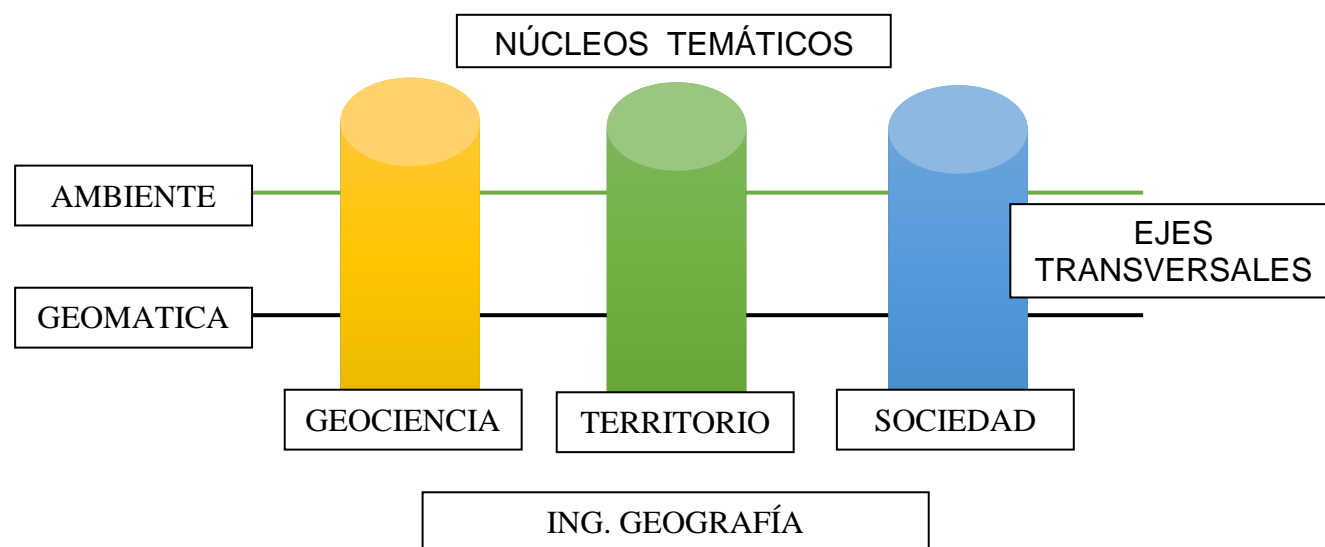 NÚCLEOS TEMÁTICOS
AMBIENTE
EJES
TRANSVERSALES
GEOMATICA
GEOCIENCIA
TERRITORIO
SOCIEDAD
ING. GEOGRAFÍA